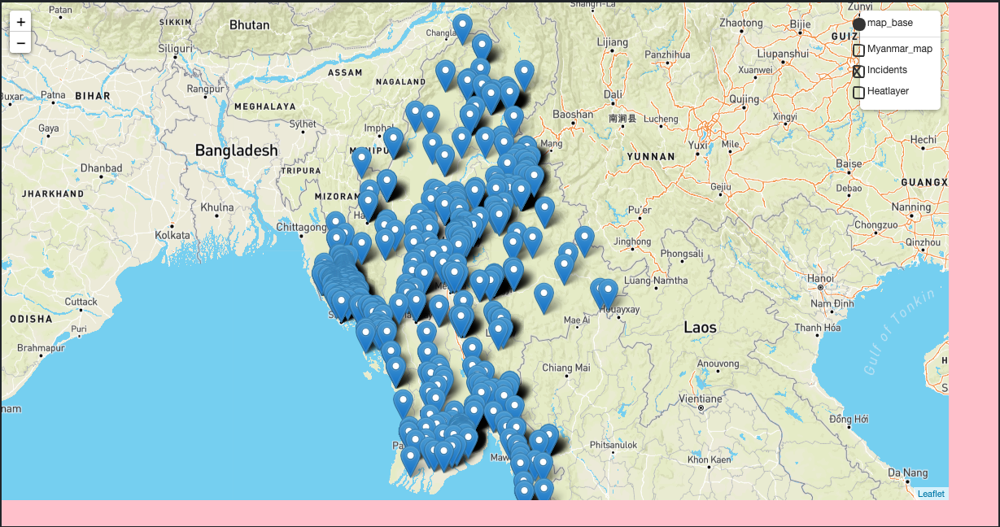 Patan
SIKKIM
Bhutan
Shangri-La
Zunyi
+
−
Siliguri
Lijiang
Zhaotong
Bijie
GUIZ
map_base
Myanmar_map
Incidents
Heatlayer
Panzhihua
Liupanshui
Xuanwei
ASSAM
NAGALAND
Rangpur
Buxar
Patna
BIHAR
MEGHALAYA
Dali
Qujing
Xingyi
Baoshan
南涧县
Lucheng
Gaya
Sylhet
Imphal
Mang
Hechi
Bangladesh
YUNNAN
Yuxi
Mile
Dhanbad
TRIPURA
Baise
JHARKHAND
MIZORAM
Gejiu
Debao
GUANGX
Khulna
Nanning
Kolkata
Chittagong
Pu'er
Chongzuo
Jinghong
Phongsali
Qinzhou
Hanoi
Luang Namtha
Cuttack
Nam Định
ODISHA
Houayxay
Puri
Mae Ai
Laos
Thanh Hóa
Gulf of Tonkin
Brahmapur
Chiang Mai
Anouvong
H
S
nam
Vientiane
Đồng Hới
Phitsanulok
Khon Kaen
Maw
Pa
Da Nang
Leaflet